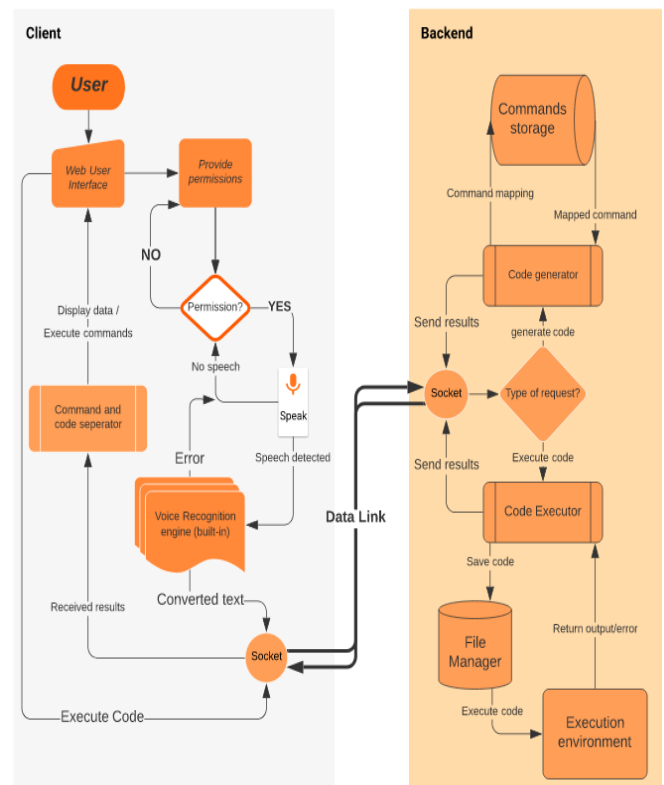 Client
User
Web User
Interface
Provide
permissions
NO
Permission?
YES
Display data /
Execute commands
No speech
Speak
Command and
code seperator
Error
Speech detected
Voice Recognition
engine (built-in)
Converted text
Received results
Socket
Execute Code
Data Link
Backend
Commands
storage
Command mapping
Mapped command
Code generator
Send results
generate code
Socket
Type of request?
Send results
Execute code
Code Executor
Save code
File
Manager
Return output/error
Execute code
Execution
environment